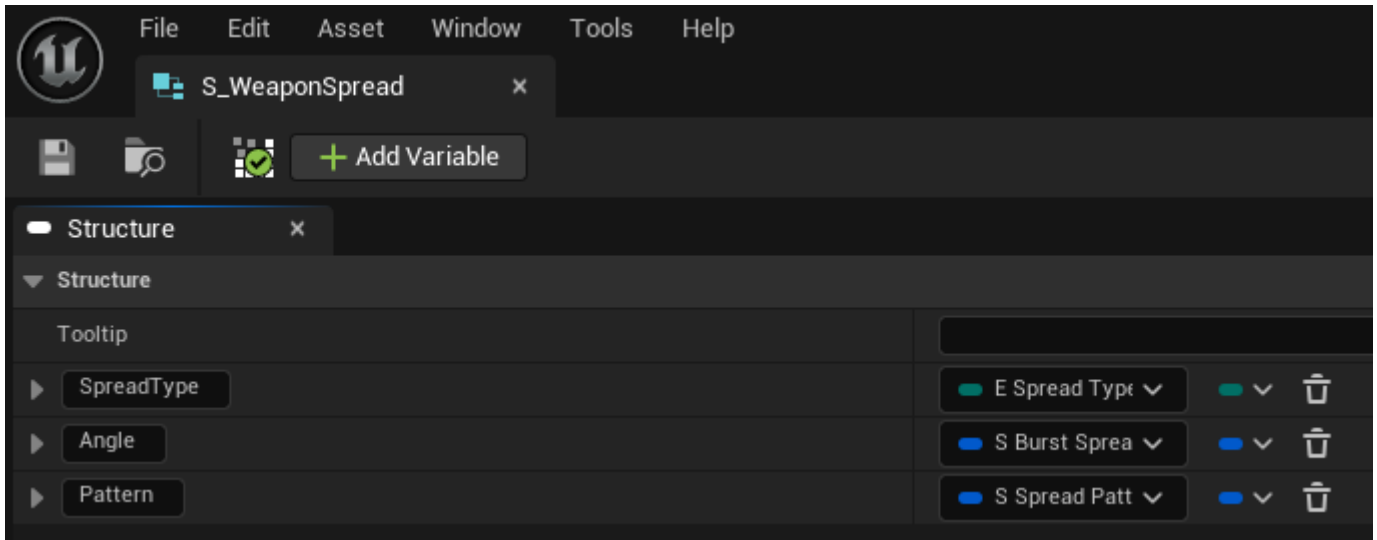 File Edit Asset Window Tools Help
S_WeaponSpread
Add Variable
Structure
Structure
Tooltip
SpreadType E Spread Type
Angle S Burst Sprea
Pattern S Spread Patt